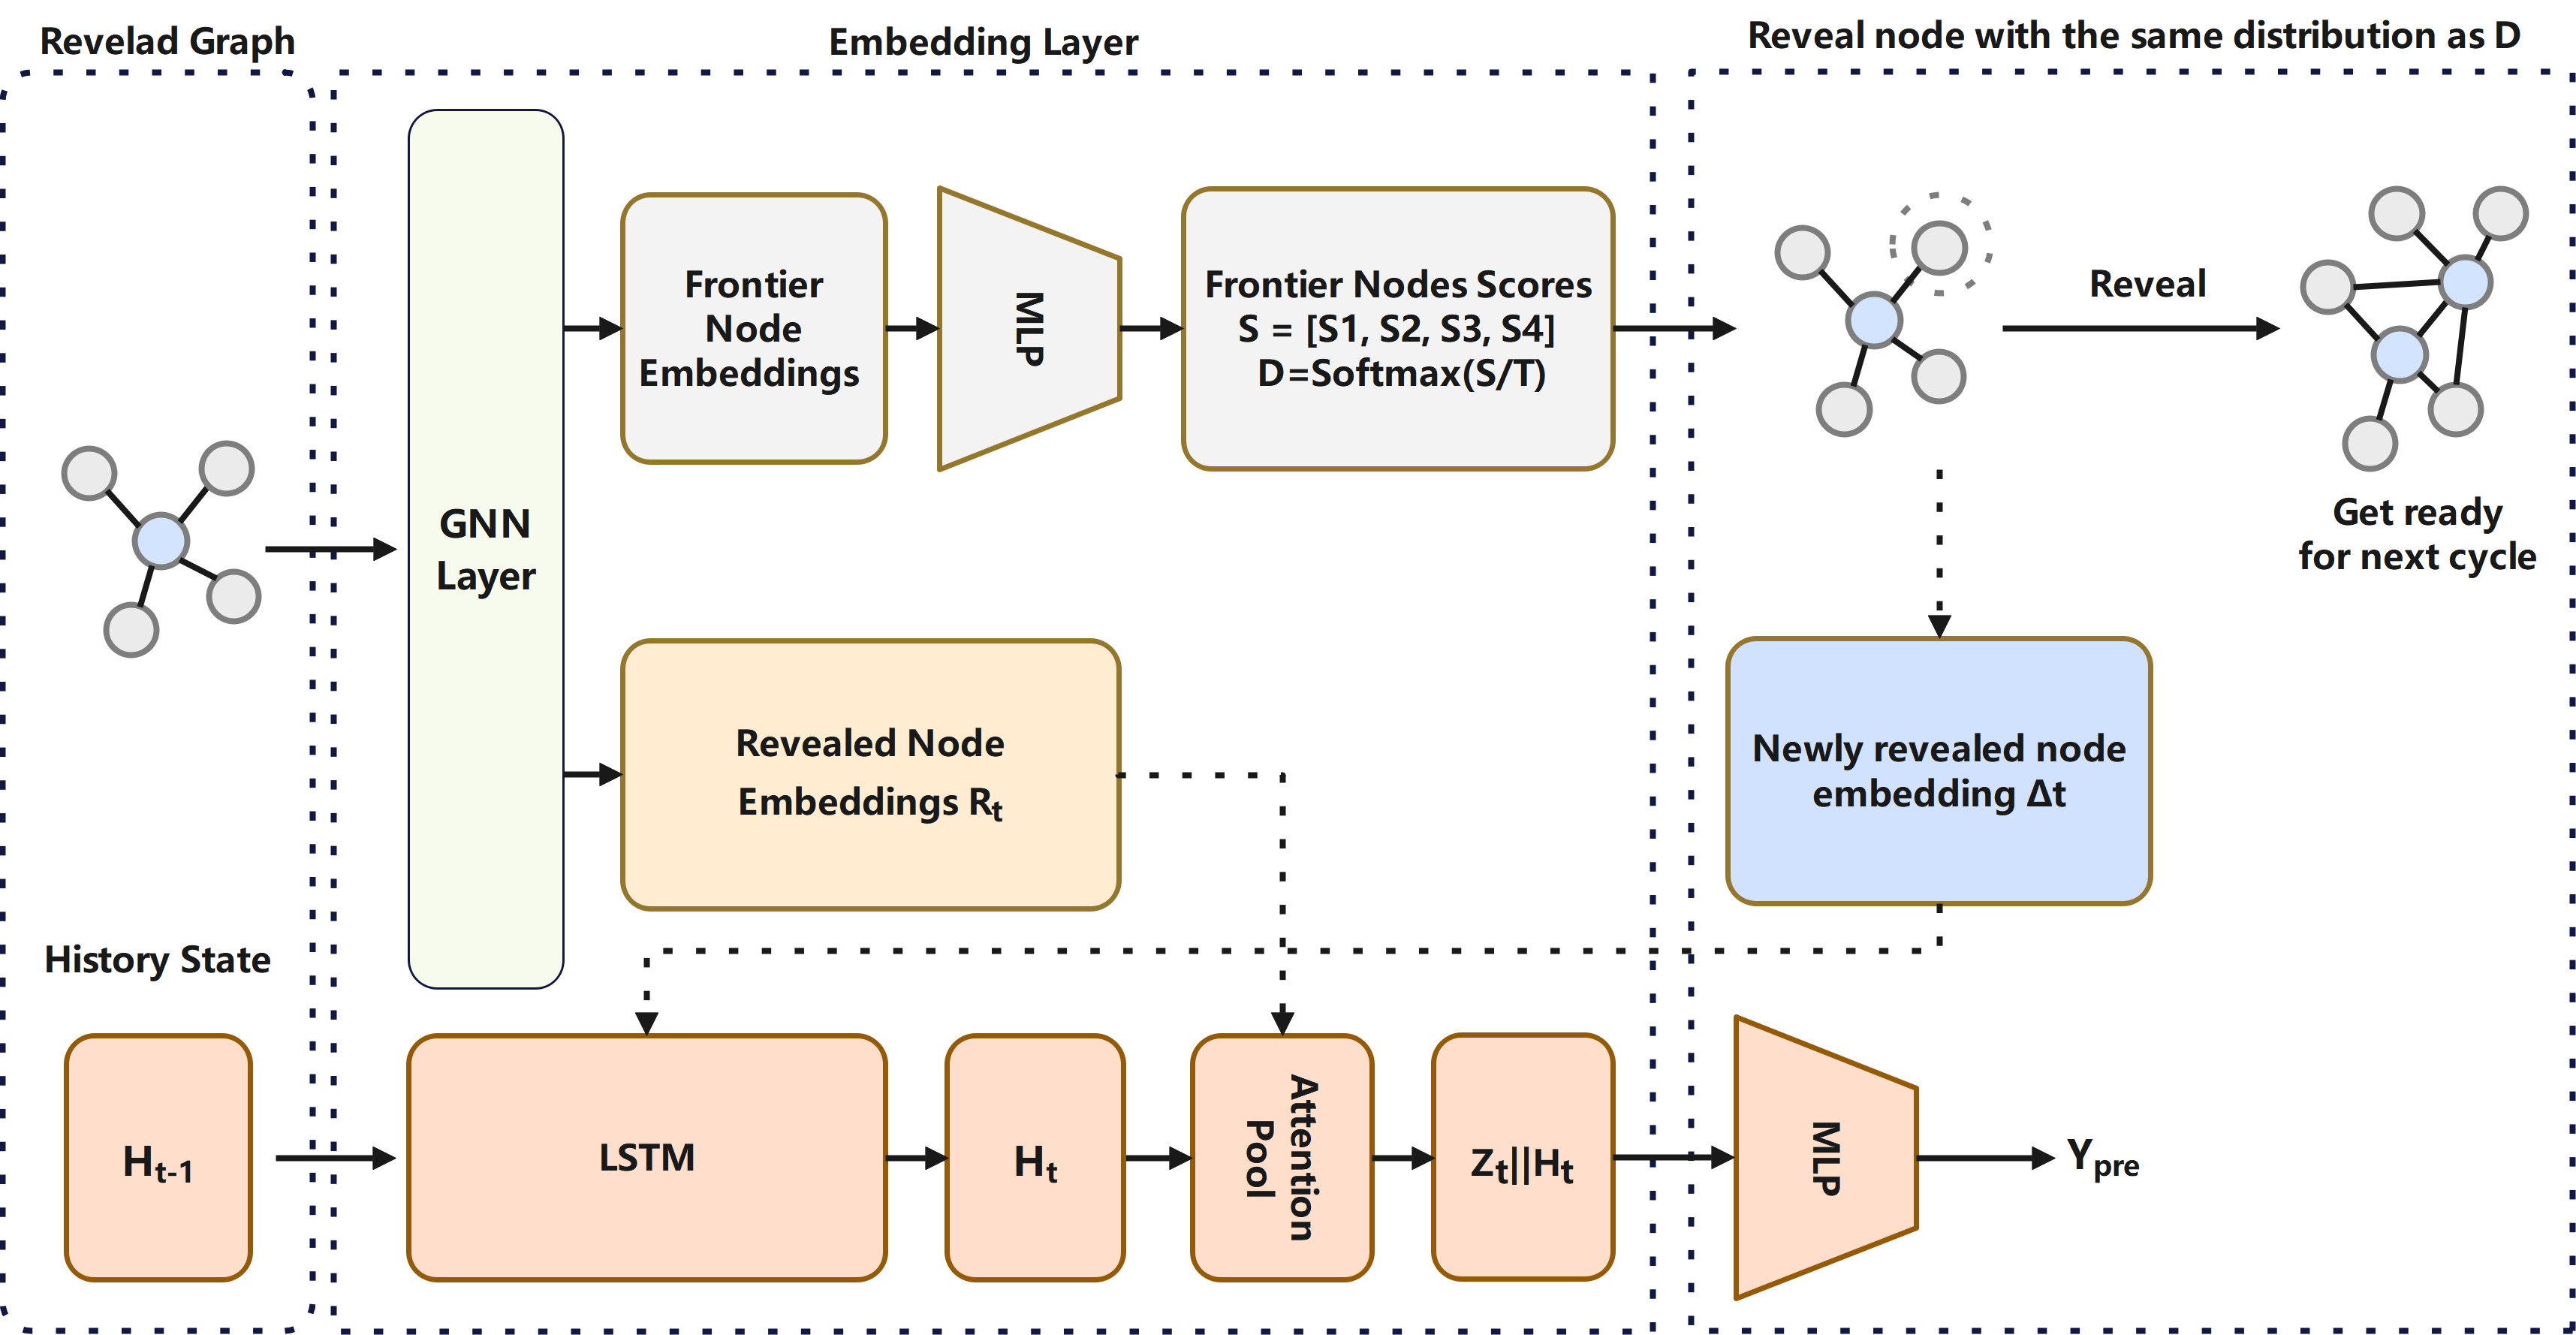 Revelad Graph
Embedding Layer
Reveal node with the same distribution as D
GNN
Layer
Frontier
Node
Embeddings
MLP
Frontier Nodes Scores
S = [S1, S2, S3, S4]
D=Softmax(S/T)
Reveal
Get ready
for next cycle
Revealed Node
Embeddings Rt
Newly revealed node
embedding Δt
History State
Ht-1
LSTM
Ht
Attention
Pool
Zt||Ht
MLP
Ypre